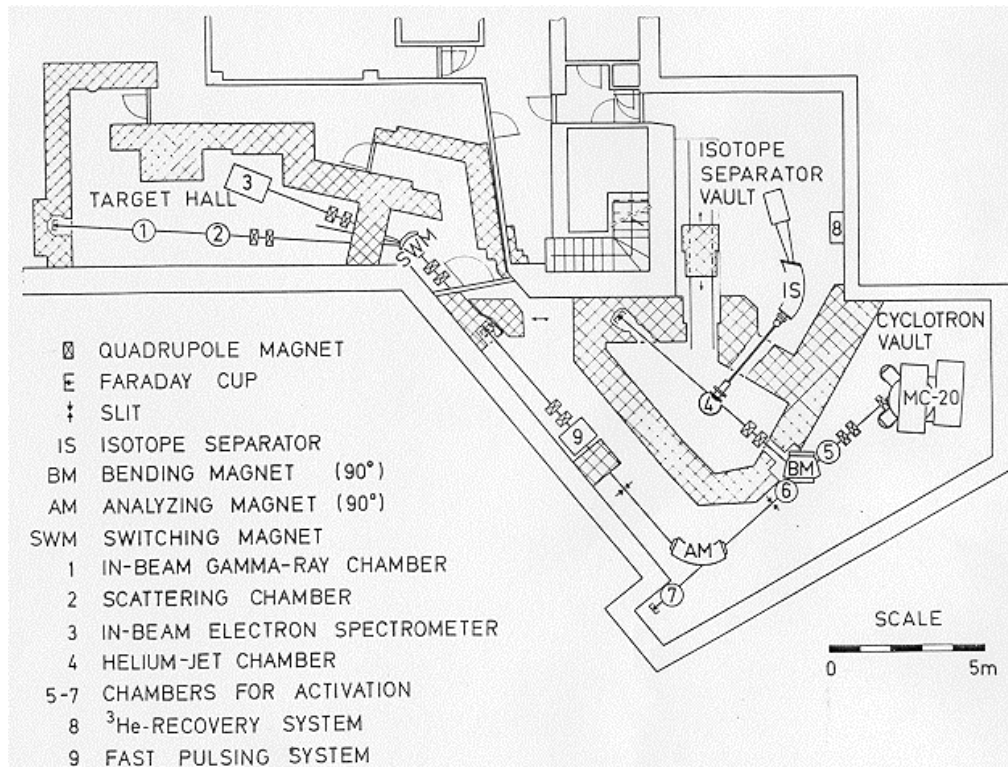 ISOTOPE
SEPARATOR
VAULT
3
TARGET HALL
1
2
SWM
8
IS
CYCLOTRON
VAULT
MC-20
4
5
BM
6
9
AM
7
QUADRUPOLE MAGNET
FARADAY CUP
SLIT
IS ISOTOPE SEPARATOR
BM BENDING MAGNET (90°)
AM ANALYZING MAGNET (90°)
SWM SWITCHING MAGNET
1 IN-BEAM GAMMA-RAY CHAMBER
2 SCATTERING CHAMBER
3 IN-BEAM ELECTRON SPECTROMETER
4 HELIUM-JET CHAMBER
5-7 CHAMBERS FOR ACTIVATION
8 ³He-RECOVERY SYSTEM
9 FAST PULSING SYSTEM
SCALE
0 5m